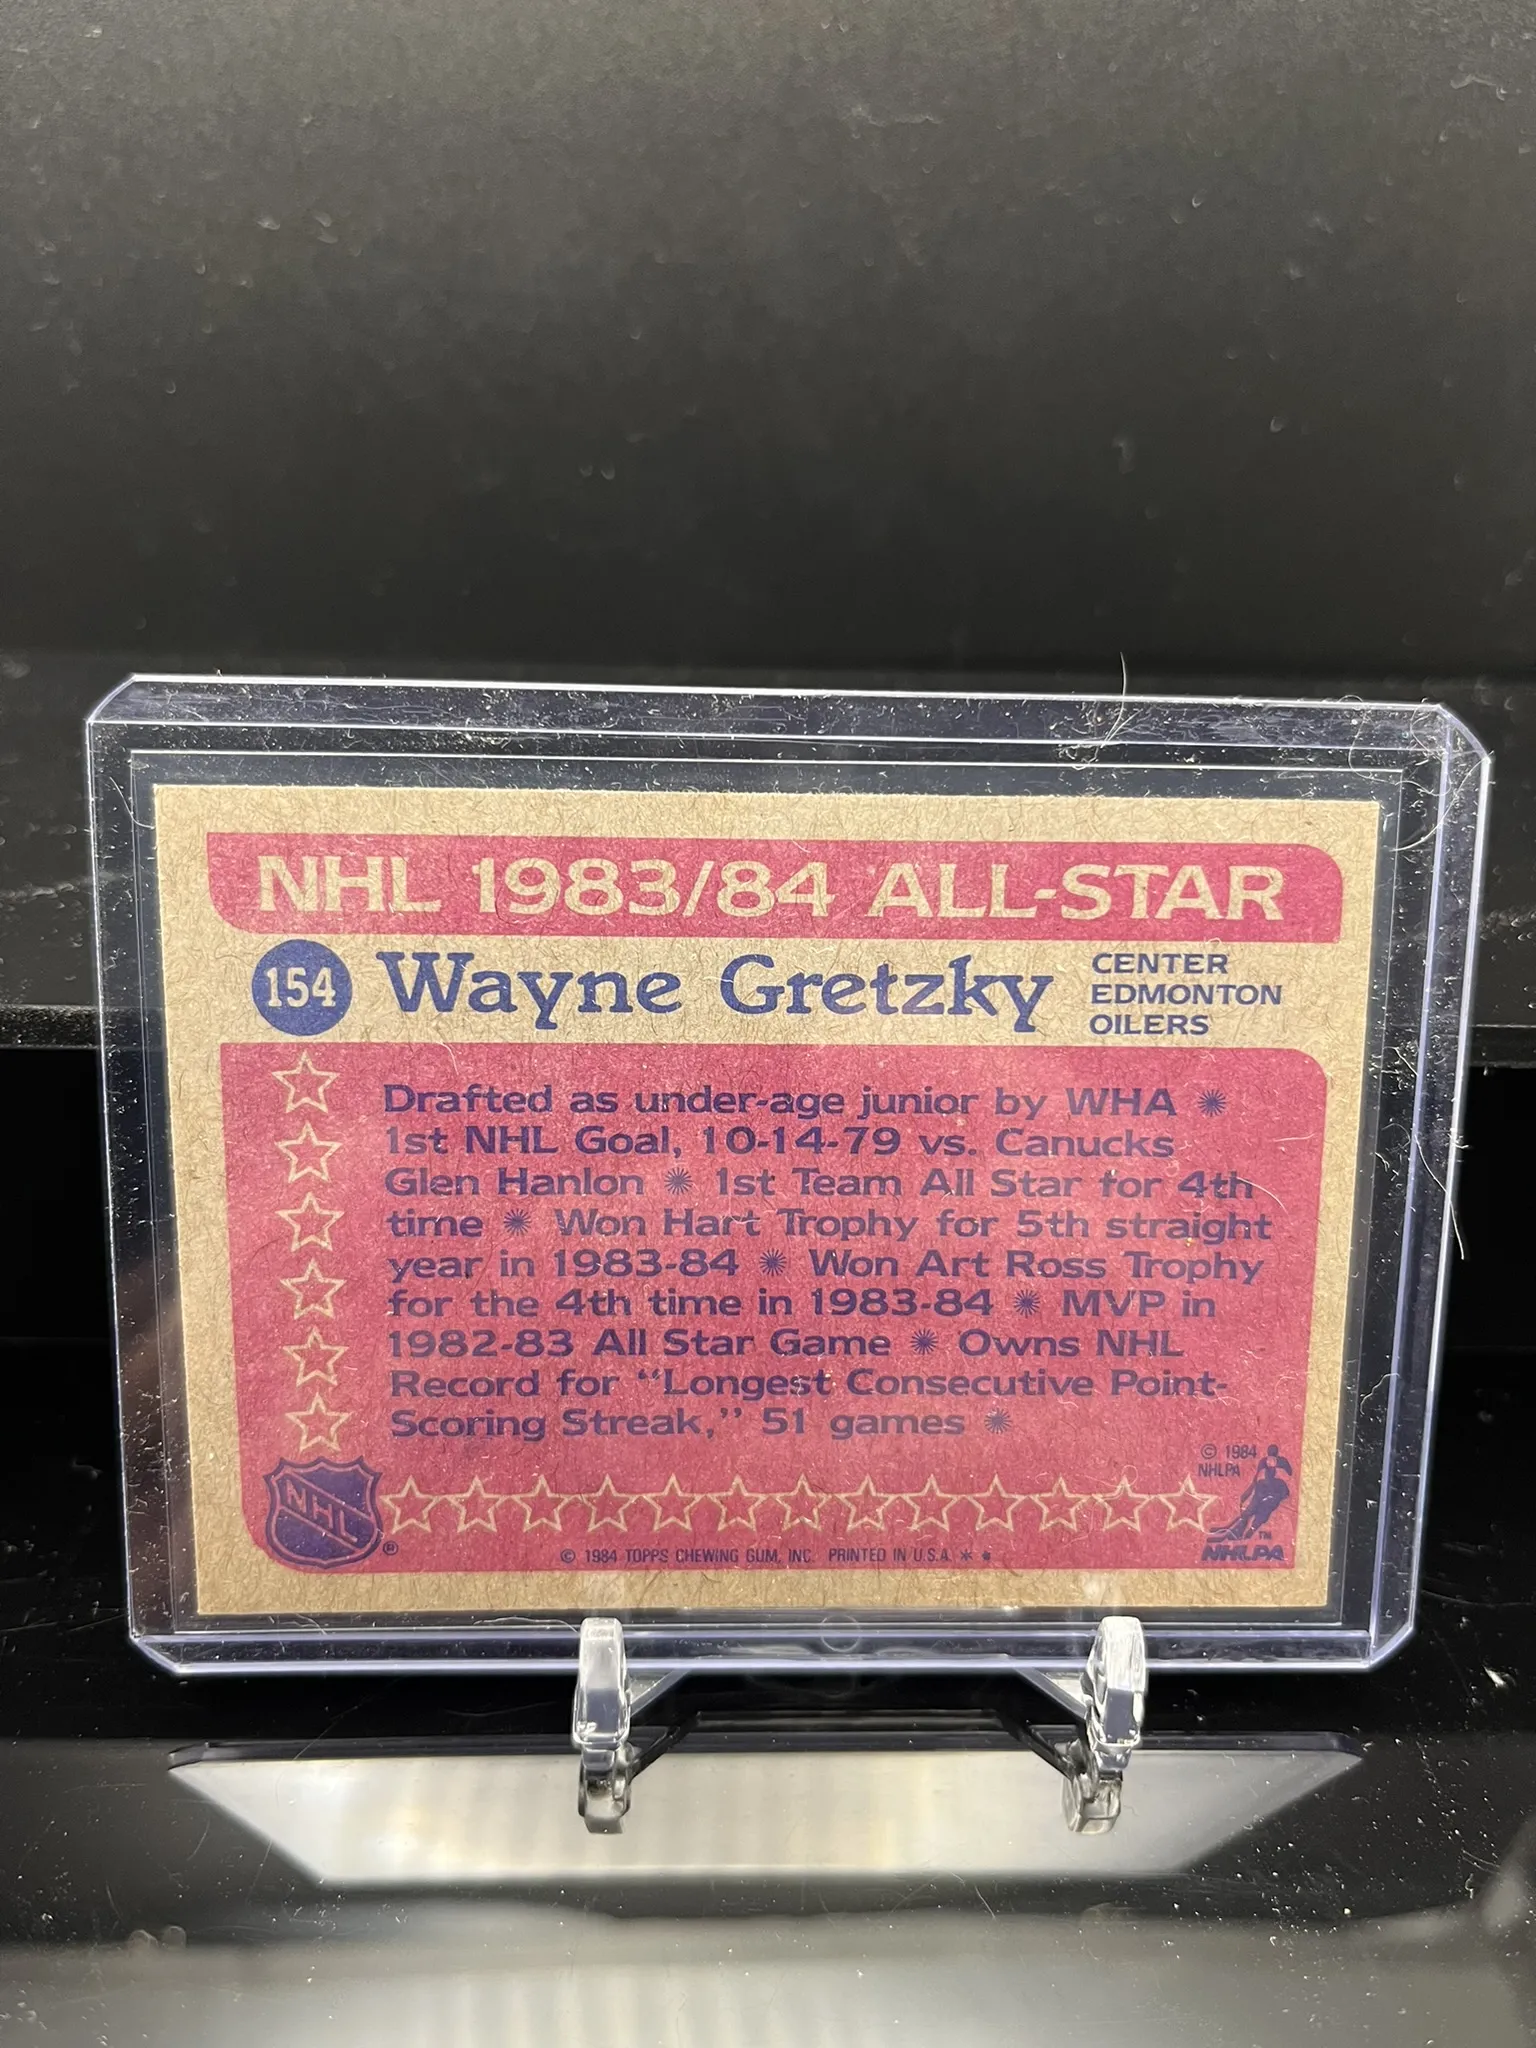 NHL 1983/84 ALL-STAR
154 Wayne Gretzky
CENTER
EDMONTON
OILERS
Drafted as under-age junior by WHA ✺
1st NHL Goal, 10-14-79 vs. Canucks
Glen Hanlon ✺ 1st Team All Star for 4th
time ✺ Won Hart Trophy for 5th straight
year in 1983-84 ✺ Won Art Ross Trophy
for the 4th time in 1983-84 ✺ MVP in
1982-83 All Star Game ✺ Owns NHL
Record for “Longest Consecutive Point-
Scoring Streak,” 51 games ✺
© 1984
NHLPA
NHL ®
TM
NHLPA
© 1984 TOPPS CHEWING GUM, INC. PRINTED IN U.S.A. * *